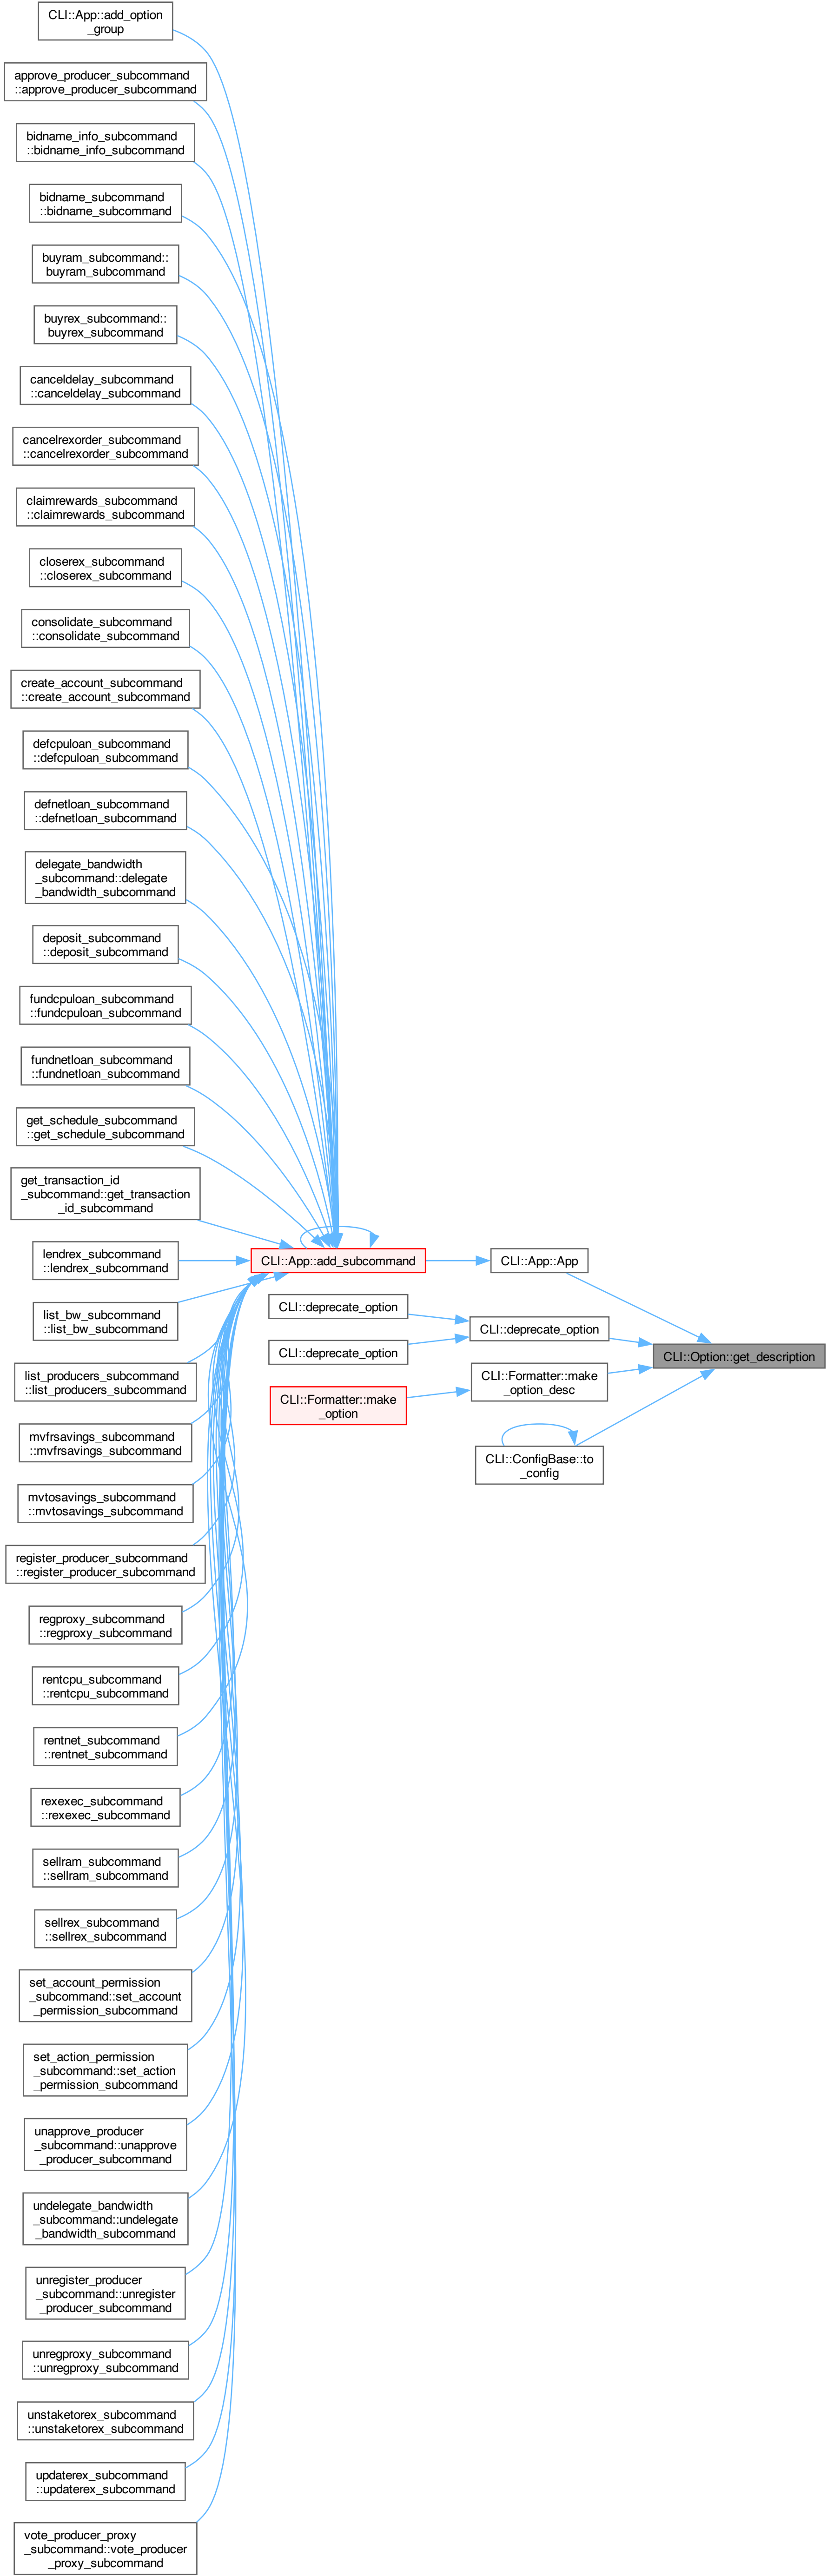 CLI::App::add_option
_group
approve_producer_subcommand
::approve_producer_subcommand
bidname_info_subcommand
::bidname_info_subcommand
bidname_subcommand
::bidname_subcommand
buyram_subcommand::
buyram_subcommand
buyrex_subcommand::
buyrex_subcommand
canceldelay_subcommand
::canceldelay_subcommand
cancelrexorder_subcommand
::cancelrexorder_subcommand
claimrewards_subcommand
::claimrewards_subcommand
closerex_subcommand
::closerex_subcommand
consolidate_subcommand
::consolidate_subcommand
create_account_subcommand
::create_account_subcommand
defcpuloan_subcommand
::defcpuloan_subcommand
defnetloan_subcommand
::defnetloan_subcommand
delegate_bandwidth
_subcommand::delegate
_bandwidth_subcommand
deposit_subcommand
::deposit_subcommand
fundcpuloan_subcommand
::fundcpuloan_subcommand
fundnetloan_subcommand
::fundnetloan_subcommand
get_schedule_subcommand
::get_schedule_subcommand
get_transaction_id
_subcommand::get_transaction
_id_subcommand
lendrex_subcommand
::lendrex_subcommand
list_bw_subcommand
::list_bw_subcommand
list_producers_subcommand
::list_producers_subcommand
mvfrsavings_subcommand
::mvfrsavings_subcommand
mvtosavings_subcommand
::mvtosavings_subcommand
register_producer_subcommand
::register_producer_subcommand
regproxy_subcommand
::regproxy_subcommand
rentcpu_subcommand
::rentcpu_subcommand
rentnet_subcommand
::rentnet_subcommand
rexexec_subcommand
::rexexec_subcommand
sellram_subcommand
::sellram_subcommand
sellrex_subcommand
::sellrex_subcommand
set_account_permission
_subcommand::set_account
_permission_subcommand
set_action_permission
_subcommand::set_action
_permission_subcommand
unapprove_producer
_subcommand::unapprove
_producer_subcommand
undelegate_bandwidth
_subcommand::undelegate
_bandwidth_subcommand
unregister_producer
_subcommand::unregister
_producer_subcommand
unregproxy_subcommand
::unregproxy_subcommand
unstaketorex_subcommand
::unstaketorex_subcommand
updaterex_subcommand
::updaterex_subcommand
vote_producer_proxy
_subcommand::vote_producer
_proxy_subcommand
CLI::App::add_subcommand
CLI::deprecate_option
CLI::deprecate_option
CLI::Formatter::make
_option
CLI::App::App
CLI::deprecate_option
CLI::Formatter::make
_option_desc
CLI::ConfigBase::to
_config
CLI::Option::get_description